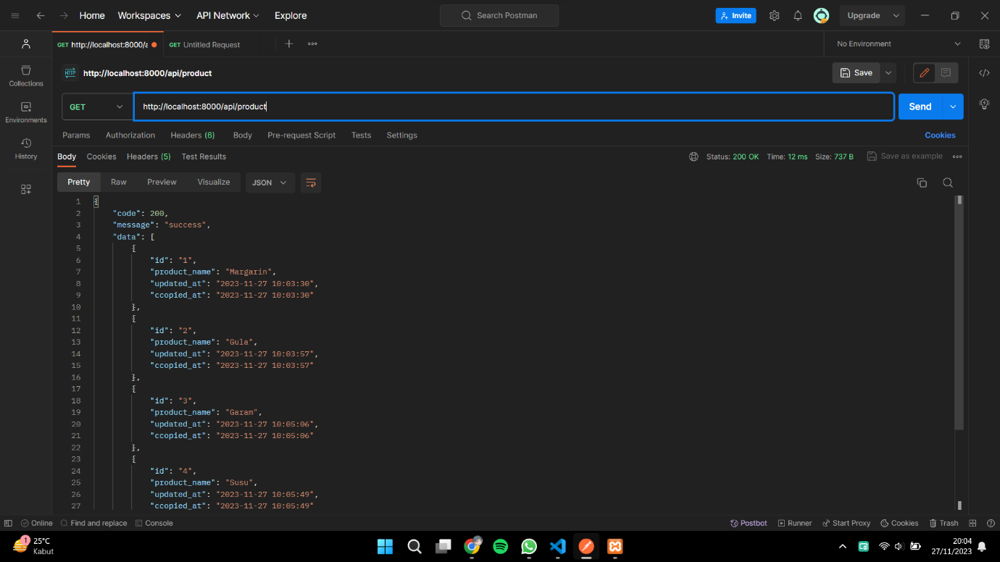 Home Workspaces API Network Explore Search Postman Invite Upgrade
GET http://localhost:8000/a GET Untitled Request No Environment
HTTP http://localhost:8000/api/product Save
Collections
GET http://localhost:8000/api/product Send
Environments
Params Authorization Headers (6) Body Pre-request Script Tests Settings Cookies
History
Body Cookies Headers (5) Test Results Status: 200 OK Time: 12 ms Size: 737 B Save as example
Pretty Raw Preview Visualize JSON
1 {
2 "code": 200,
3 "message": "success",
4 "data": [
5 {
6 "id": "1",
7 "product_name": "Margarin",
8 "updated_at": "2023-11-27 10:03:30",
9 "ccopied_at": "2023-11-27 10:03:30"
10 },
11 {
12 "id": "2",
13 "product_name": "Gula",
14 "updated_at": "2023-11-27 10:03:57",
15 "ccopied_at": "2023-11-27 10:03:57"
16 },
17 {
18 "id": "3",
19 "product_name": "Garam",
20 "updated_at": "2023-11-27 10:05:06",
21 "ccopied_at": "2023-11-27 10:05:06"
22 },
23 {
24 "id": "4",
25 "product_name": "Susu",
26 "updated_at": "2023-11-27 10:05:49",
27 "ccopied_at": "2023-11-27 10:05:49"
Online Find and replace Console Postbot Runner Start Proxy Cookies Trash
1 25°C
Kabut
20:04
27/11/2023